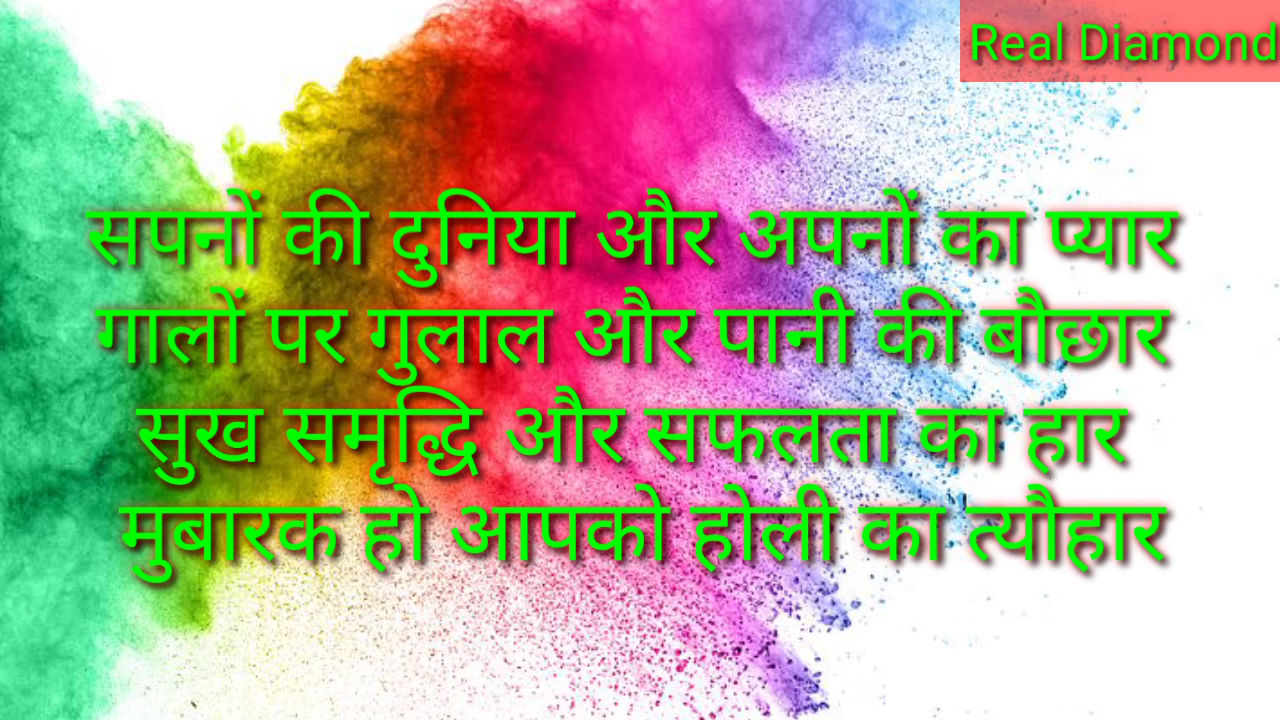 Real Diamond
सपनों की दुनिया और अपनों का प्यार
गालों पर गुलाल और पानी की बौछार
सुख समृद्धि और सफलता का हार
मुबारक हो आपको होली का त्यौहार